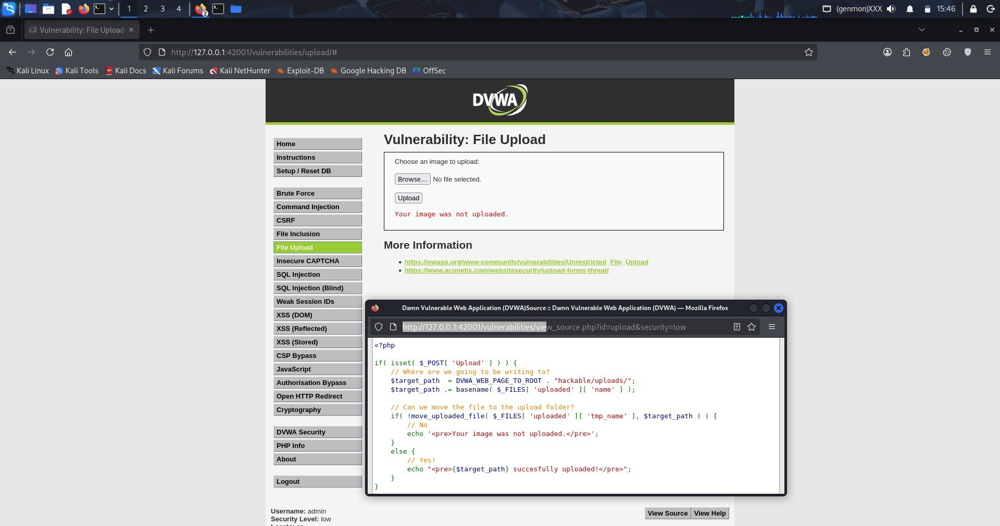 1 2 3 4 2 (genmon)XXX 15:46
Vulnerability: File Upload
http://127.0.0.1:42001/vulnerabilities/upload/#
Kali Linux Kali Tools Kali Docs Kali Forums Kali NetHunter Exploit-DB Google Hacking DB OffSec
DVWA
Home
Instructions
Setup / Reset DB
Brute Force
Command Injection
CSRF
File Inclusion
File Upload
Insecure CAPTCHA
SQL Injection
SQL Injection (Blind)
Weak Session IDs
XSS (DOM)
XSS (Reflected)
XSS (Stored)
CSP Bypass
JavaScript
Authorisation Bypass
Open HTTP Redirect
Cryptography
DVWA Security
PHP Info
About
Logout
Vulnerability: File Upload
Choose an image to upload:
Browse... No file selected.
Upload
Your image was not uploaded.
More Information
https://owasp.org/www-community/vulnerabilities/Unrestricted_File_Upload
https://www.acunetix.com/websitesecurity/upload-forms-threat/
Damn Vulnerable Web Application (DVWA)Source :: Damn Vulnerable Web Application (DVWA) — Mozilla Firefox
http://127.0.0.1:42001/vulnerabilities/view_source.php?id=upload&security=low
<?php
if( isset( $_POST[ 'Upload' ] ) ) {
// Where are we going to be writing to?
$target_path  = DVWA_WEB_PAGE_TO_ROOT . "hackable/uploads/";
$target_path .= basename( $_FILES[ 'uploaded' ][ 'name' ] );
// Can we move the file to the upload folder?
if( !move_uploaded_file( $_FILES[ 'uploaded' ][ 'tmp_name' ], $target_path ) ) {
// No
echo '<pre>Your image was not uploaded.</pre>';
}
else {
// Yes!
echo "<pre>{$target_path} succesfully uploaded!</pre>";
}
}
Username: admin
Security Level: low
View Source View Help